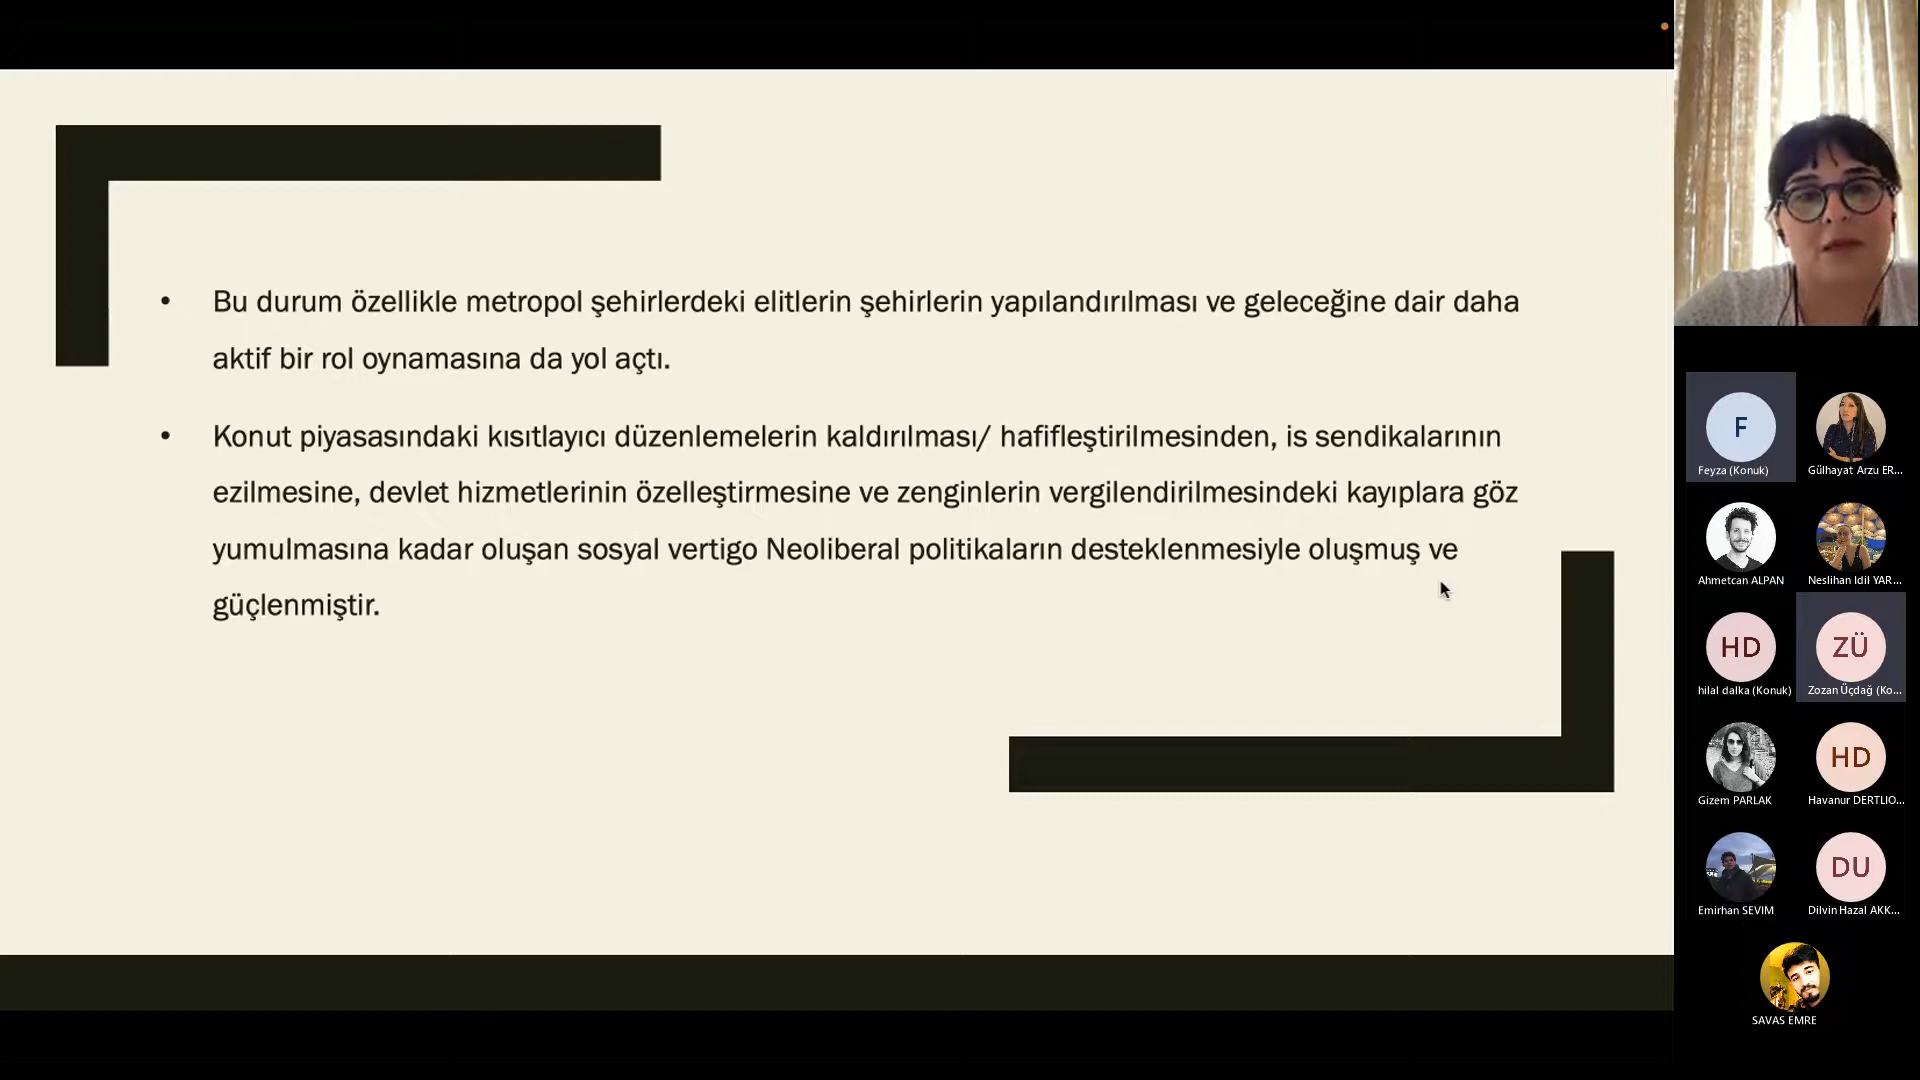 • Bu durum özellikle metropol şehirlerdeki elitlerin şehirlerin yapılandırılması ve geleceğine dair daha
aktif bir rol oynamasına da yol açtı.
• Konut piyasasındaki kısıtlayıcı düzenlemelerin kaldırılması/ hafifleştirilmesinden, is sendikalarının
ezilmesine, devlet hizmetlerinin özelleştirmesine ve zenginlerin vergilendirilmesindeki kayıplara göz
yumulmasına kadar oluşan sosyal vertigo Neoliberal politikaların desteklenmesiyle oluşmuş ve
güçlenmiştir.
F
Feyza (Konuk)
Gülhayat Arzu ER...
Ahmetcan ALPAN
Neslihan Idil YAR...
HD
hilal dalka (Konuk)
ZÜ
Zozan Üçdağ (Ko...
Gizem PARLAK
HD
Havanur DERTLIO...
Emirhan SEVIM
DU
Dilvin Hazal AKK...
SAVAS EMRE